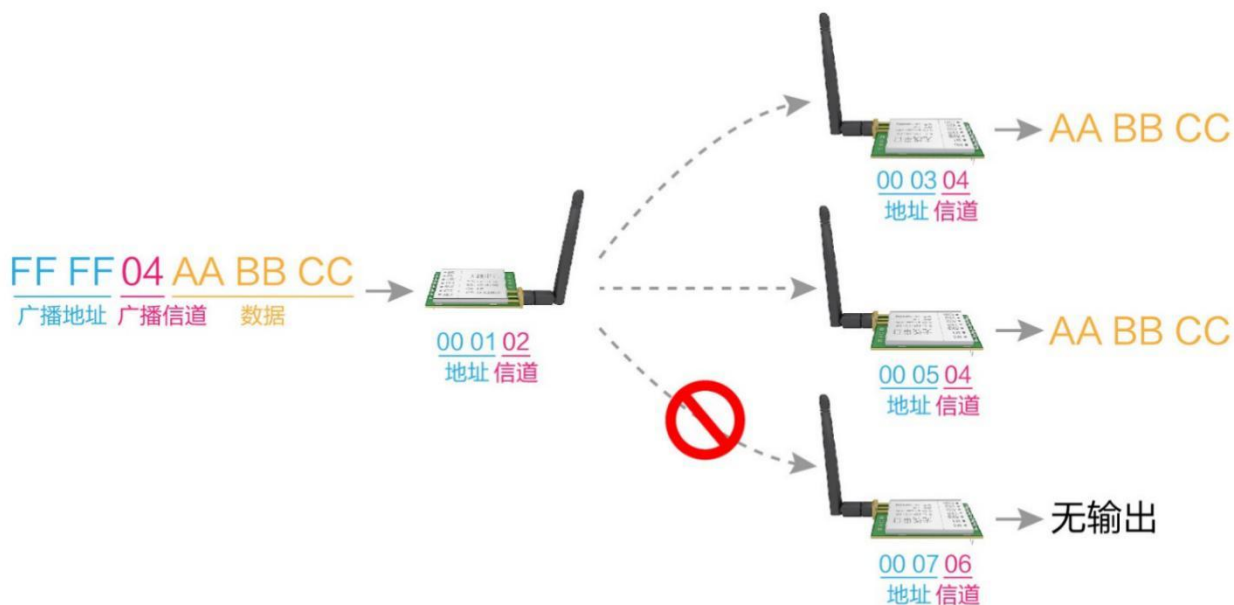 AA BB CC
00 03 04
地址 信道
FF FF 04 AA BB CC
广播地址 广播信道 数据
00 01 02
地址 信道
AA BB CC
00 05 04
地址 信道
无输出
00 07 06
地址 信道